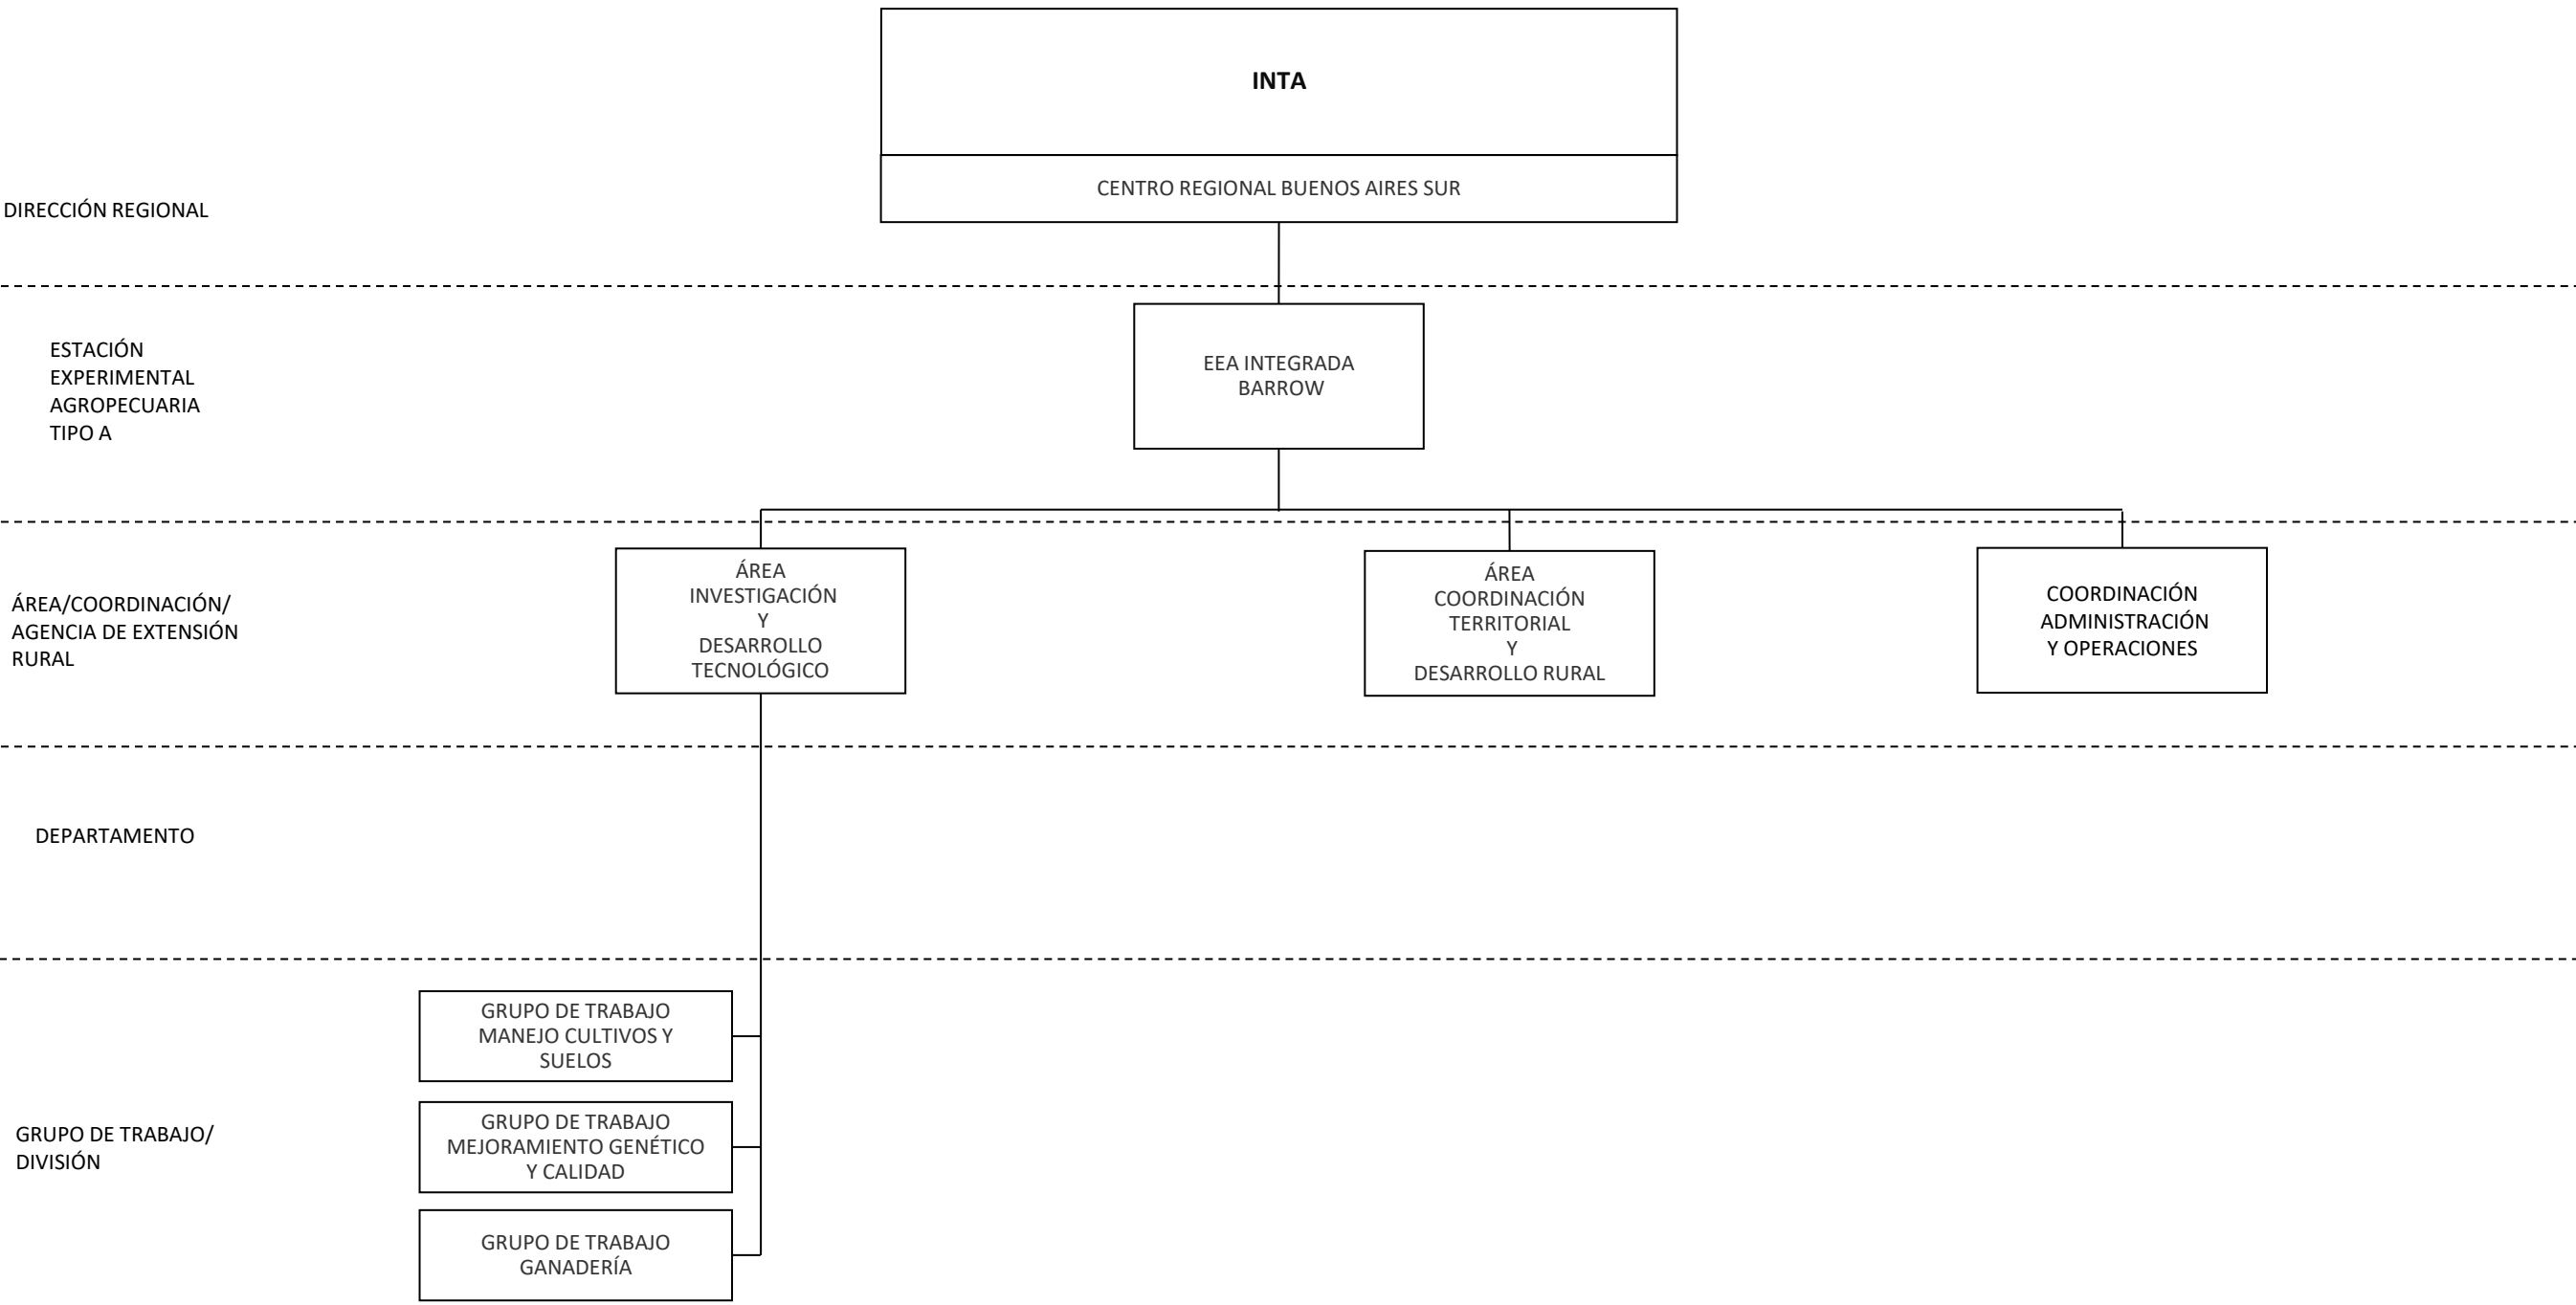 INTA
CENTRO REGIONAL BUENOS AIRES SUR
DIRECCIÓN REGIONAL
ESTACIÓN
EXPERIMENTAL
AGROPECUARIA
TIPO A
EEA INTEGRADA
BARROW
ÁREA/COORDINACIÓN/
AGENCIA DE EXTENSIÓN
RURAL
ÁREA
INVESTIGACIÓN
Y
DESARROLLO
TECNOLÓGICO
ÁREA
COORDINACIÓN
TERRITORIAL
Y
DESARROLLO RURAL
COORDINACIÓN
ADMINISTRACIÓN
Y OPERACIONES
DEPARTAMENTO
GRUPO DE TRABAJO/
DIVISIÓN
GRUPO DE TRABAJO
MANEJO CULTIVOS Y
SUELOS
GRUPO DE TRABAJO
MEJORAMIENTO GENÉTICO
Y CALIDAD
GRUPO DE TRABAJO
GANADERÍA